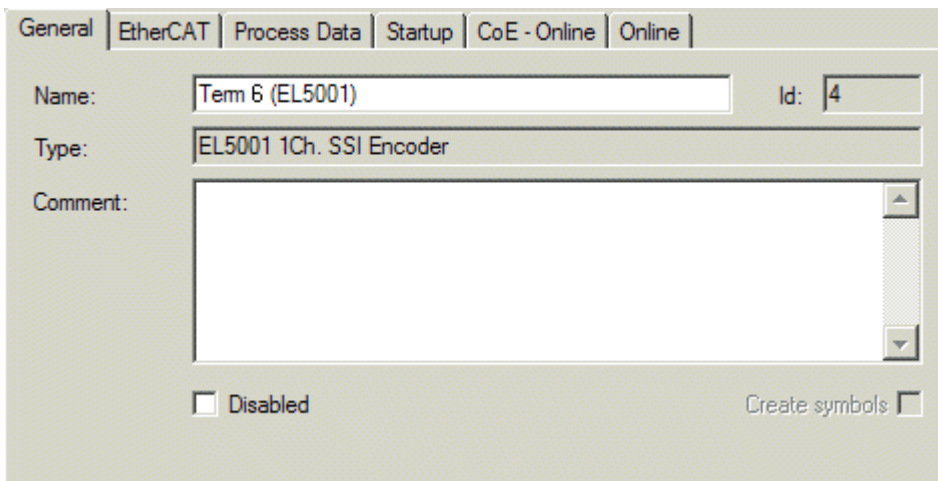 General EtherCAT Process Data Startup CoE - Online Online
Name: Term 6 (EL5001) Id: 4
Type: EL5001 1Ch. SSI Encoder
Comment:
Disabled Create symbols